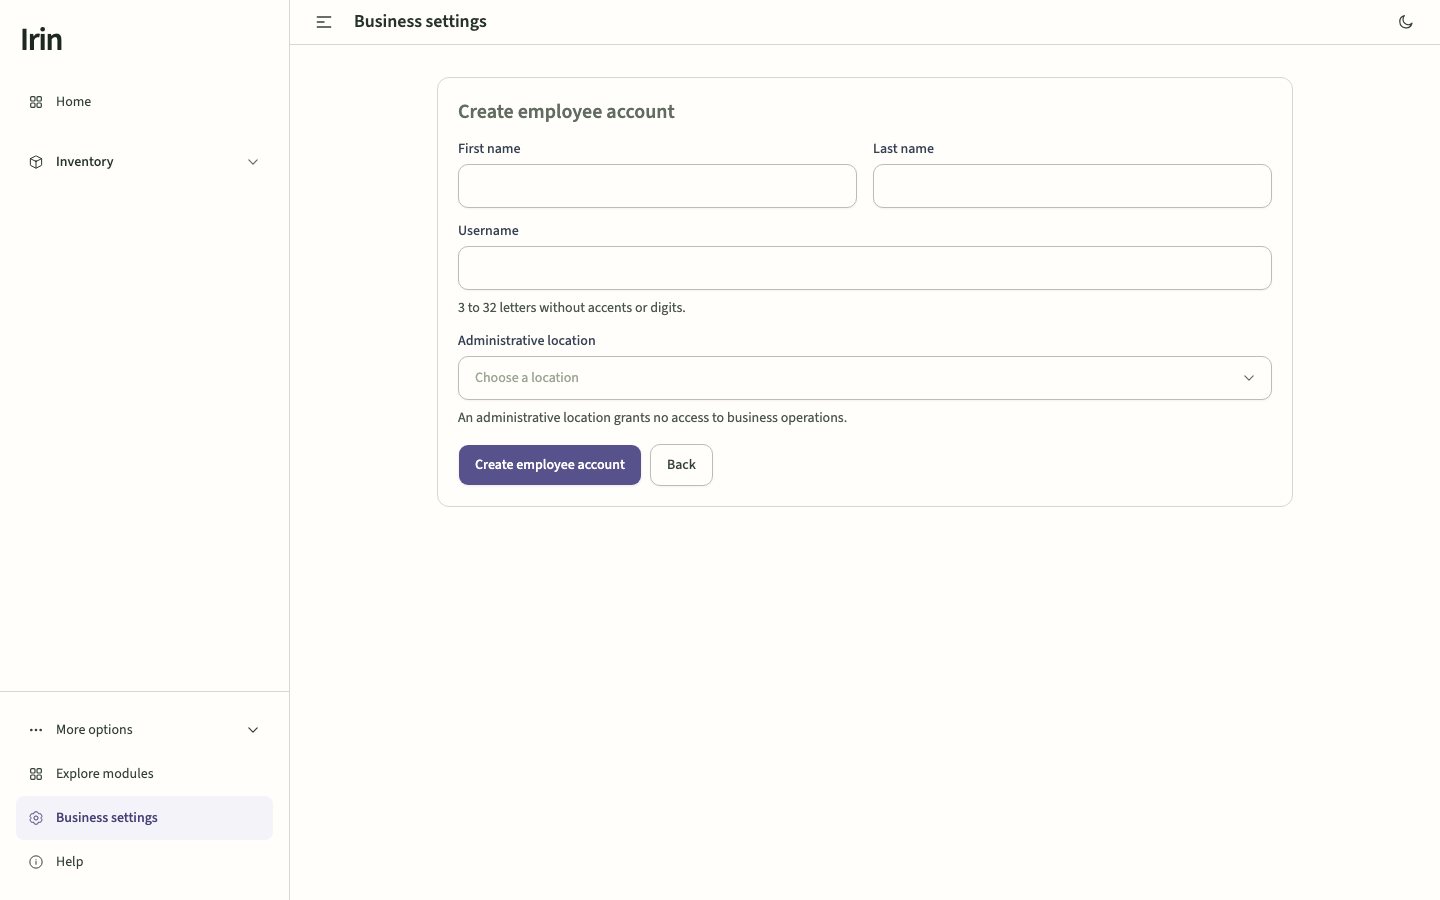 Irin
Business settings
Home
Inventory
Create employee account
First name
Last name
Username
3 to 32 letters without accents or digits.
Administrative location
Choose a location
An administrative location grants no access to business operations.
Create employee account
Back
More options
Explore modules
Business settings
Help